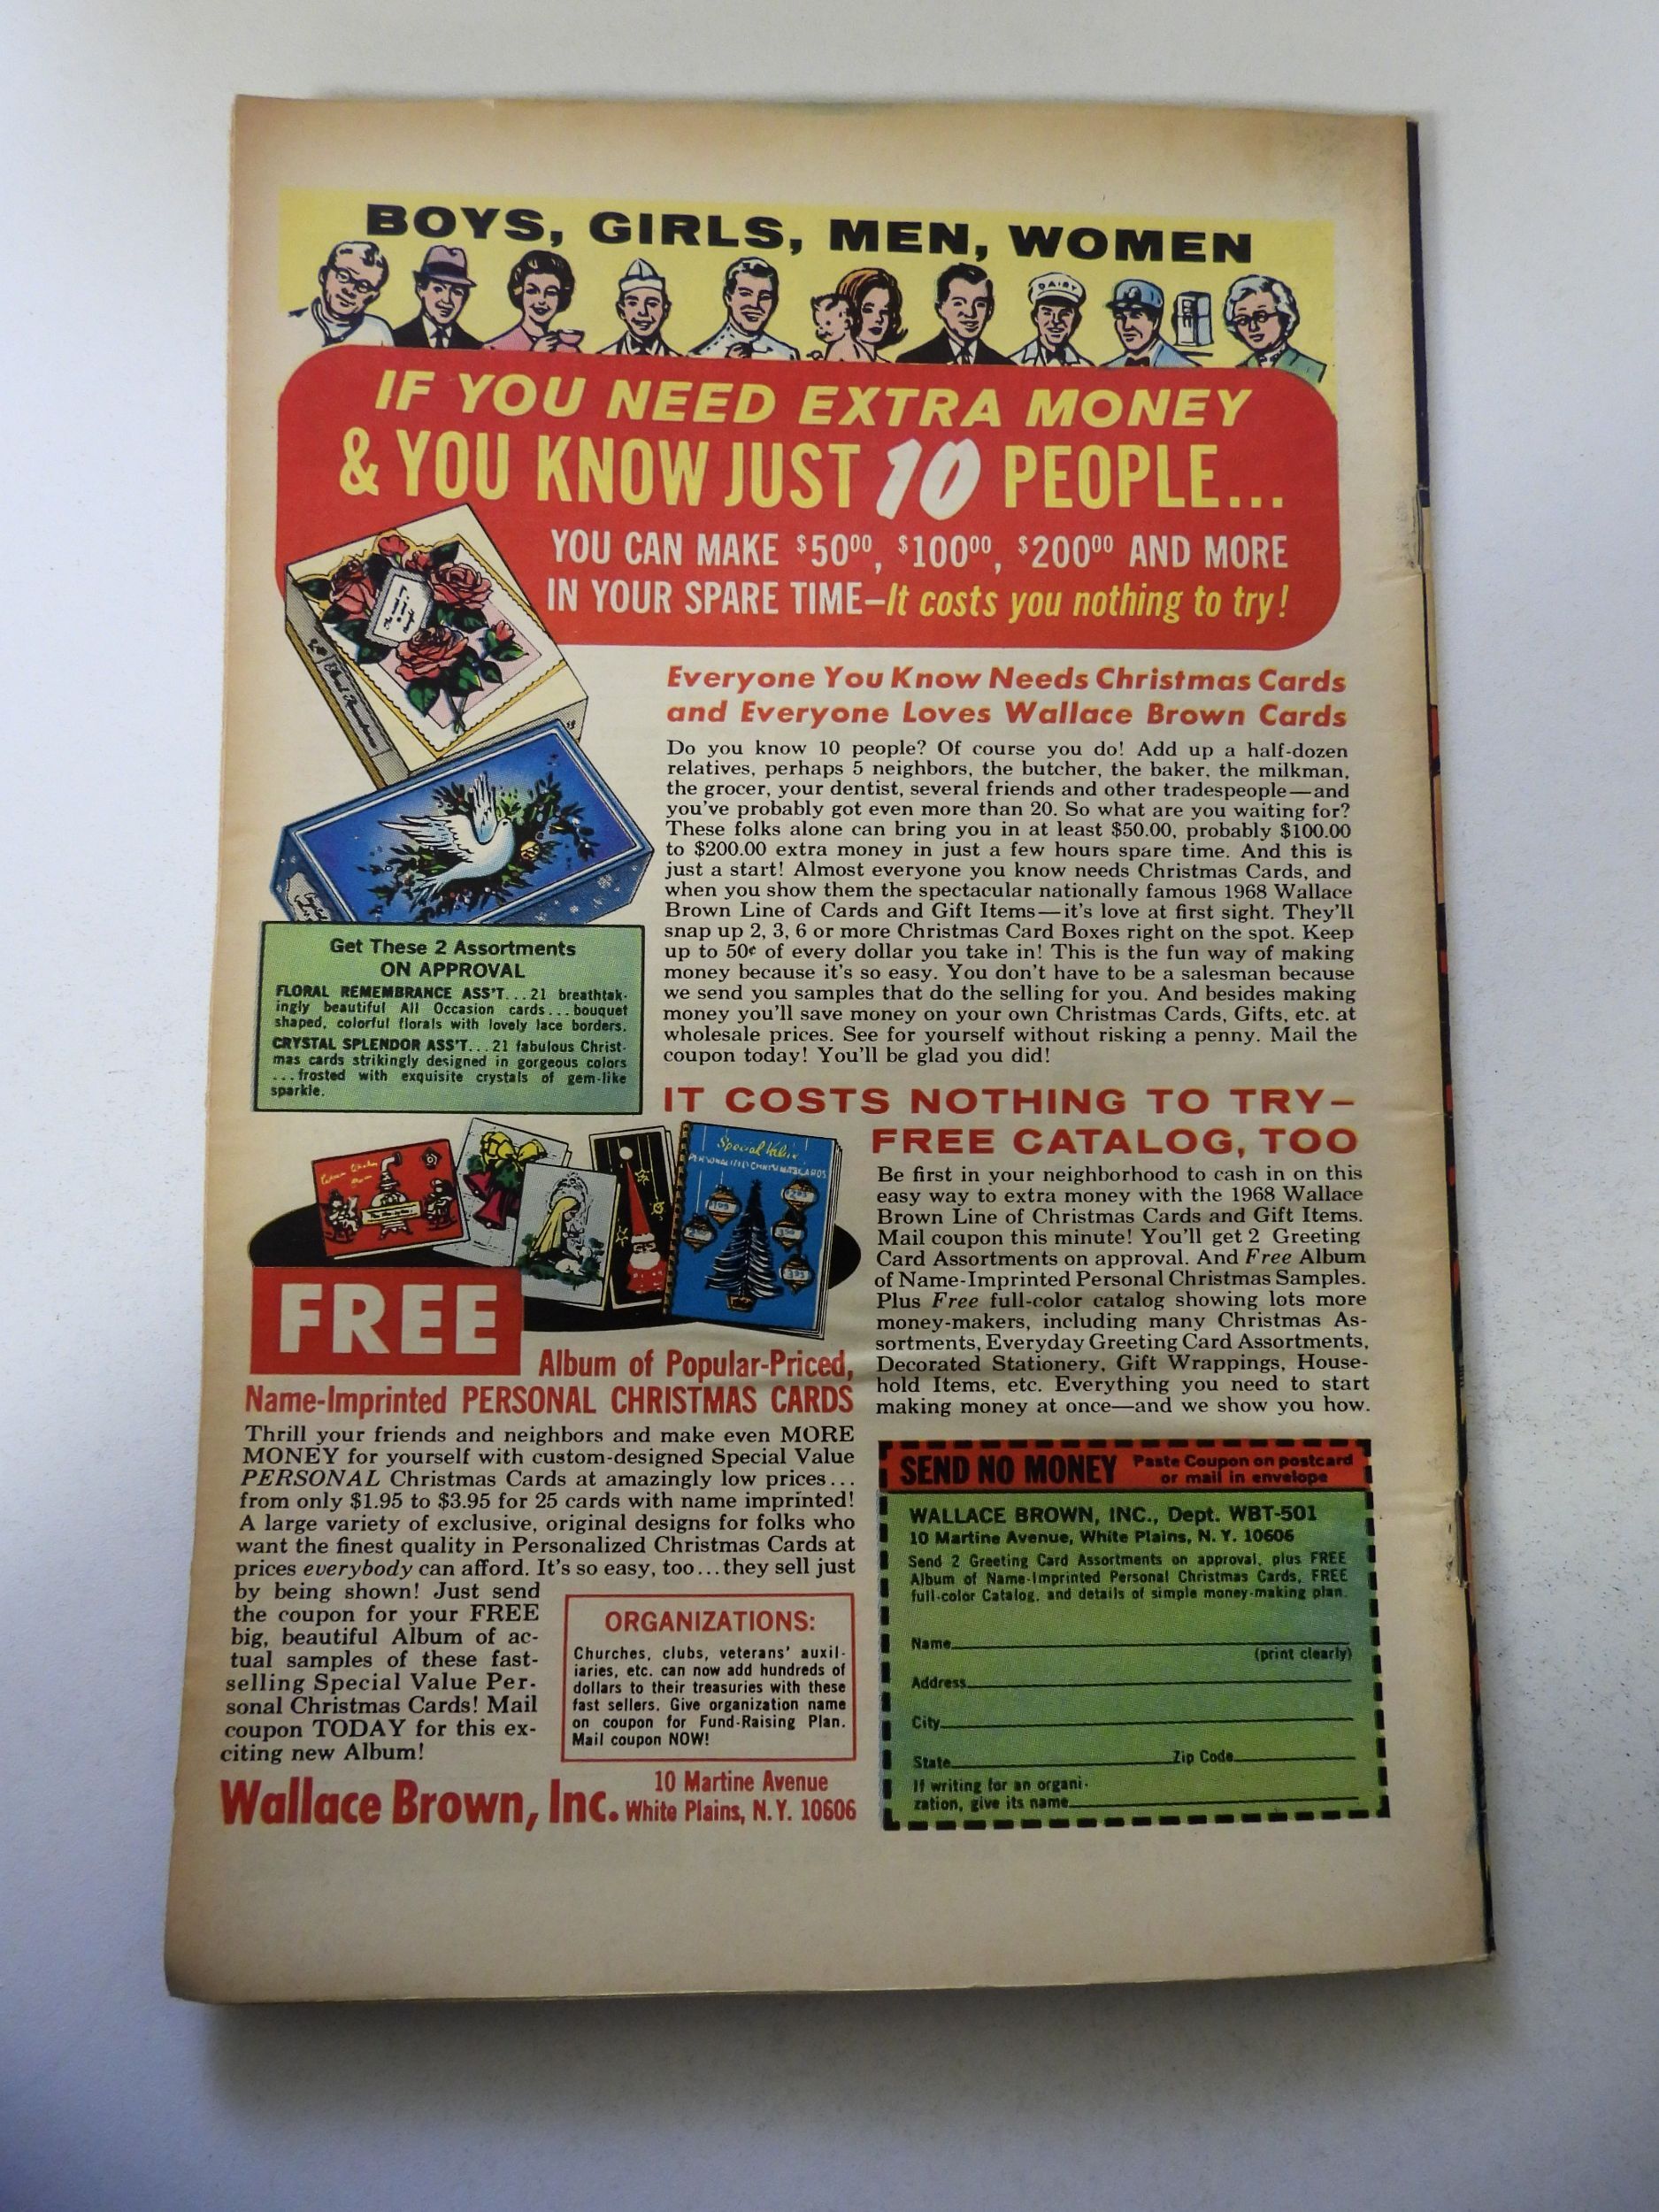 BOYS, GIRLS, MEN, WOMEN
DAIRY
IF YOU NEED EXTRA MONEY
& YOU KNOW JUST 10 PEOPLE...
YOU CAN MAKE $5000, $10000, $20000 AND MORE
IN YOUR SPARE TIME—It costs you nothing to try!
Everyone You Know Needs Christmas Cards
and Everyone Loves Wallace Brown Cards
Do you know 10 people? Of course you do! Add up a half-dozen
relatives, perhaps 5 neighbors, the butcher, the baker, the milkman,
the grocer, your dentist, several friends and other tradespeople—and
you've probably got even more than 20. So what are you waiting for?
These folks alone can bring you in at least $50.00, probably $100.00
to $200.00 extra money in just a few hours spare time. And this is
just a start! Almost everyone you know needs Christmas Cards, and
when you show them the spectacular nationally famous 1968 Wallace
Brown Line of Cards and Gift Items—it's love at first sight. They'll
snap up 2, 3, 6 or more Christmas Card Boxes right on the spot. Keep
up to 50¢ of every dollar you take in! This is the fun way of making
money because it's so easy. You don't have to be a salesman because
we send you samples that do the selling for you. And besides making
money you'll save money on your own Christmas Cards, Gifts, etc. at
wholesale prices. See for yourself without risking a penny. Mail the
coupon today! You'll be glad you did!
Get These 2 Assortments
ON APPROVAL
FLORAL REMEMBRANCE ASS'T...21 breathtak-
ingly beautiful All Occasion cards...bouquet
shaped, colorful florals with lovely lace borders.
CRYSTAL SPLENDOR ASS'T...21 fabulous Christ-
mas cards strikingly designed in gorgeous colors
...frosted with exquisite crystals of gem-like
sparkle.
IT COSTS NOTHING TO TRY—
FREE CATALOG, TOO
Be first in your neighborhood to cash in on this
easy way to extra money with the 1968 Wallace
Brown Line of Christmas Cards and Gift Items.
Mail coupon this minute! You'll get 2 Greeting
Card Assortments on approval. And Free Album
of Name-Imprinted Personal Christmas Samples.
Plus Free full-color catalog showing lots more
money-makers, including many Christmas As-
sortments, Everyday Greeting Card Assortments,
Decorated Stationery, Gift Wrappings, House-
hold Items, etc. Everything you need to start
making money at once—and we show you how.
Special Value
PERSONALIZED CHRISTMAS CARDS
FREE
Album of Popular-Priced,
Name-Imprinted PERSONAL CHRISTMAS CARDS
Thrill your friends and neighbors and make even MORE
MONEY for yourself with custom-designed Special Value
PERSONAL Christmas Cards at amazingly low prices...
from only $1.95 to $3.95 for 25 cards with name imprinted!
A large variety of exclusive, original designs for folks who
want the finest quality in Personalized Christmas Cards at
prices everybody can afford. It's so easy, too...they sell just
by being shown! Just send
the coupon for your FREE
big, beautiful Album of ac-
tual samples of these fast-
selling Special Value Per-
sonal Christmas Cards! Mail
coupon TODAY for this ex-
citing new Album!
ORGANIZATIONS:
Churches, clubs, veterans' auxil-
iaries, etc. can now add hundreds of
dollars to their treasuries with these
fast sellers. Give organization name
on coupon for Fund-Raising Plan.
Mail coupon NOW!
Wallace Brown, Inc. 10 Martine Avenue
White Plains, N.Y. 10606
SEND NO MONEY Paste Coupon on postcard
or mail in envelope
WALLACE BROWN, INC., Dept. WBT-501
10 Martine Avenue, White Plains, N.Y. 10606
Send 2 Greeting Card Assortments on approval, plus FREE
Album of Name-Imprinted Personal Christmas Cards, FREE
full-color Catalog, and details of simple money-making plan.
Name
(print clearly)
Address
City
State Zip Code
If writing for an organi-
zation, give its name